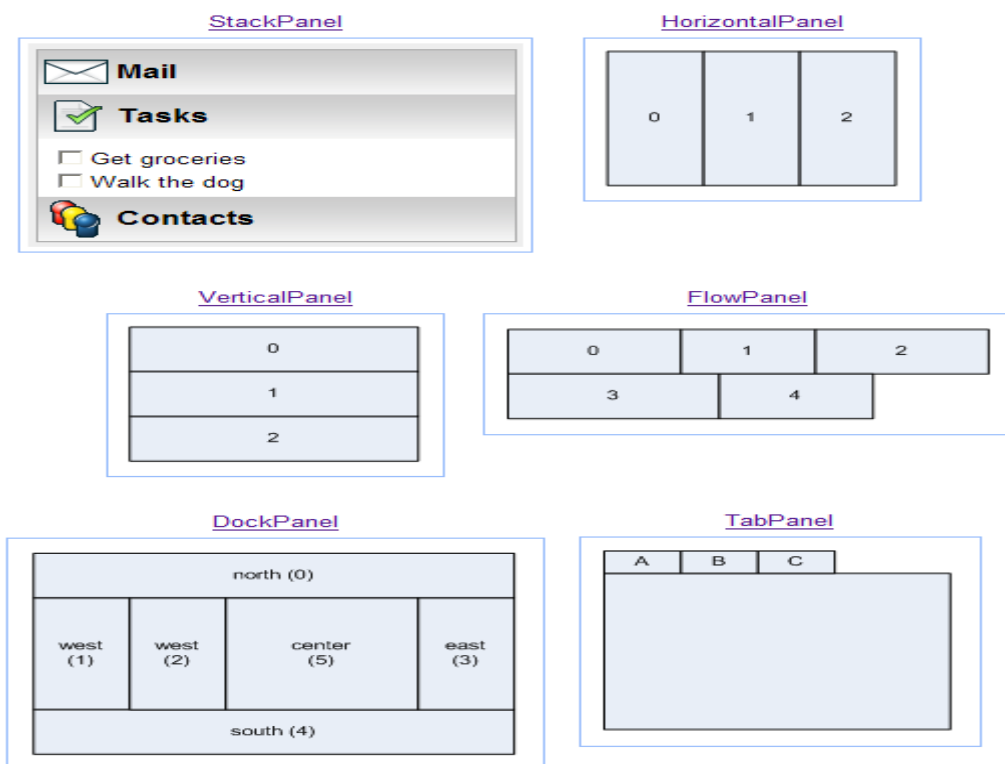 StackPanel
Mail
Tasks
Get groceries
Walk the dog
Contacts
HorizontalPanel
0 1 2
VerticalPanel
0
1
2
FlowPanel
0 1 2
3 4
DockPanel
north (0)
west (1)
west (2)
center (5)
east (3)
south (4)
TabPanel
A B C